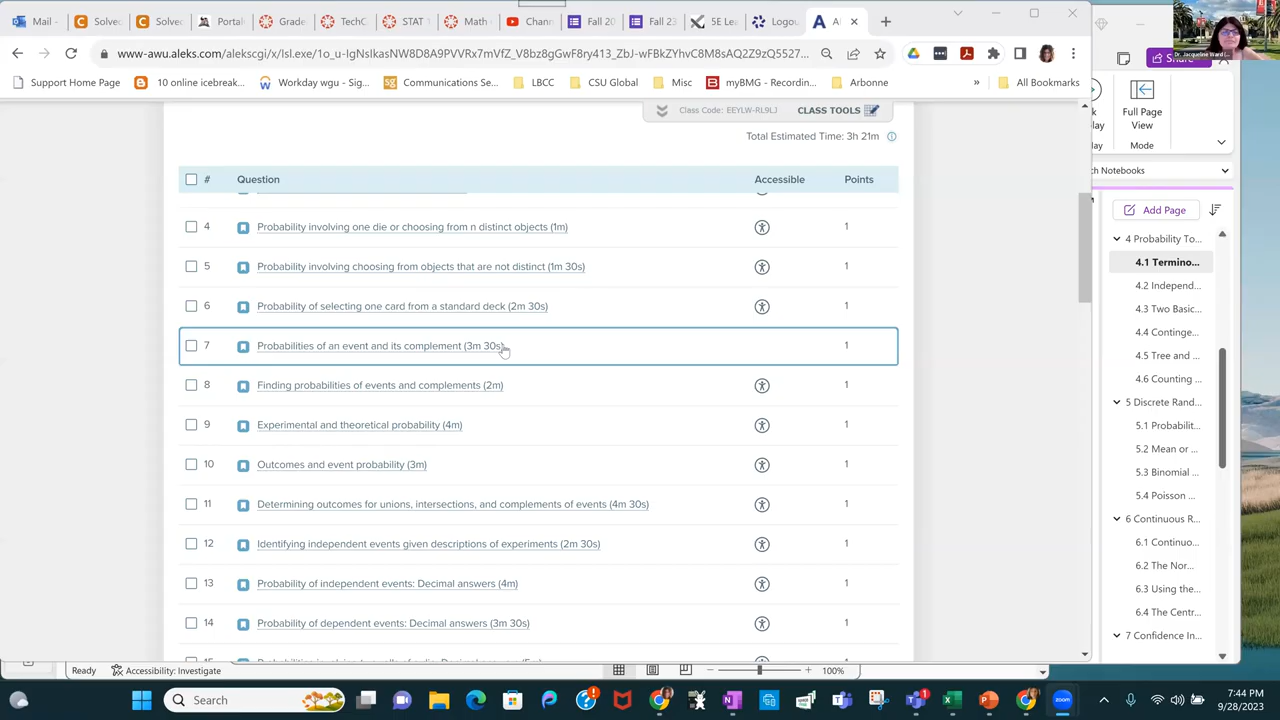 Mail -
Solve
Solve
Portal
Grade
TechC
STAT 1
Math
Chatt
Fall 20
Fall 23
5E Le
Logou
www-awu.aleks.com/alekscgi/x/Isl.exe/
Support Home Page
10 online icebreak...
Workday wgu - Sig...
Communications Se...
LBCC
CSU Global
Misc
myBMG - Recordin...
Arbonne
»
All Bookmarks
Class Code: EEYLW-RL9LJ
CLASS TOOLS
Total Estimated Time: 3h 21m
# Question Accessible Points
4 Probability involving one die or choosing from n distinct objects (1m) 1
5 Probability involving choosing from objects that are not distinct (1m 30s) 1
6 Probability of selecting one card from a standard deck (2m 30s) 1
7 Probabilities of an event and its complement (3m 30s) 1
8 Finding probabilities of events and complements (2m) 1
9 Experimental and theoretical probability (4m) 1
10 Outcomes and event probability (3m) 1
11 Determining outcomes for unions, intersections, and complements of events (4m 30s) 1
12 Identifying independent events given descriptions of experiments (2m 30s) 1
13 Probability of independent events: Decimal answers (4m) 1
14 Probability of dependent events: Decimal answers (3m 30s) 1
Dr. Jacqueline Ward
Share
Full Page
View
Mode
ch Notebooks
Add Page
4 Probability To...
4.1 Termino...
4.2 Independ...
4.3 Two Basic...
4.4 Continge...
4.5 Tree and ...
4.6 Counting ...
5 Discrete Rand...
5.1 Probabilit...
5.2 Mean or ...
5.3 Binomial ...
5.4 Poisson ...
6 Continuous R...
6.1 Continuo...
6.2 The Nor...
6.3 Using the...
6.4 The Centr...
7 Confidence In...
Ready
Accessibility: Investigate
100%
Search
7:44 PM
9/28/2023